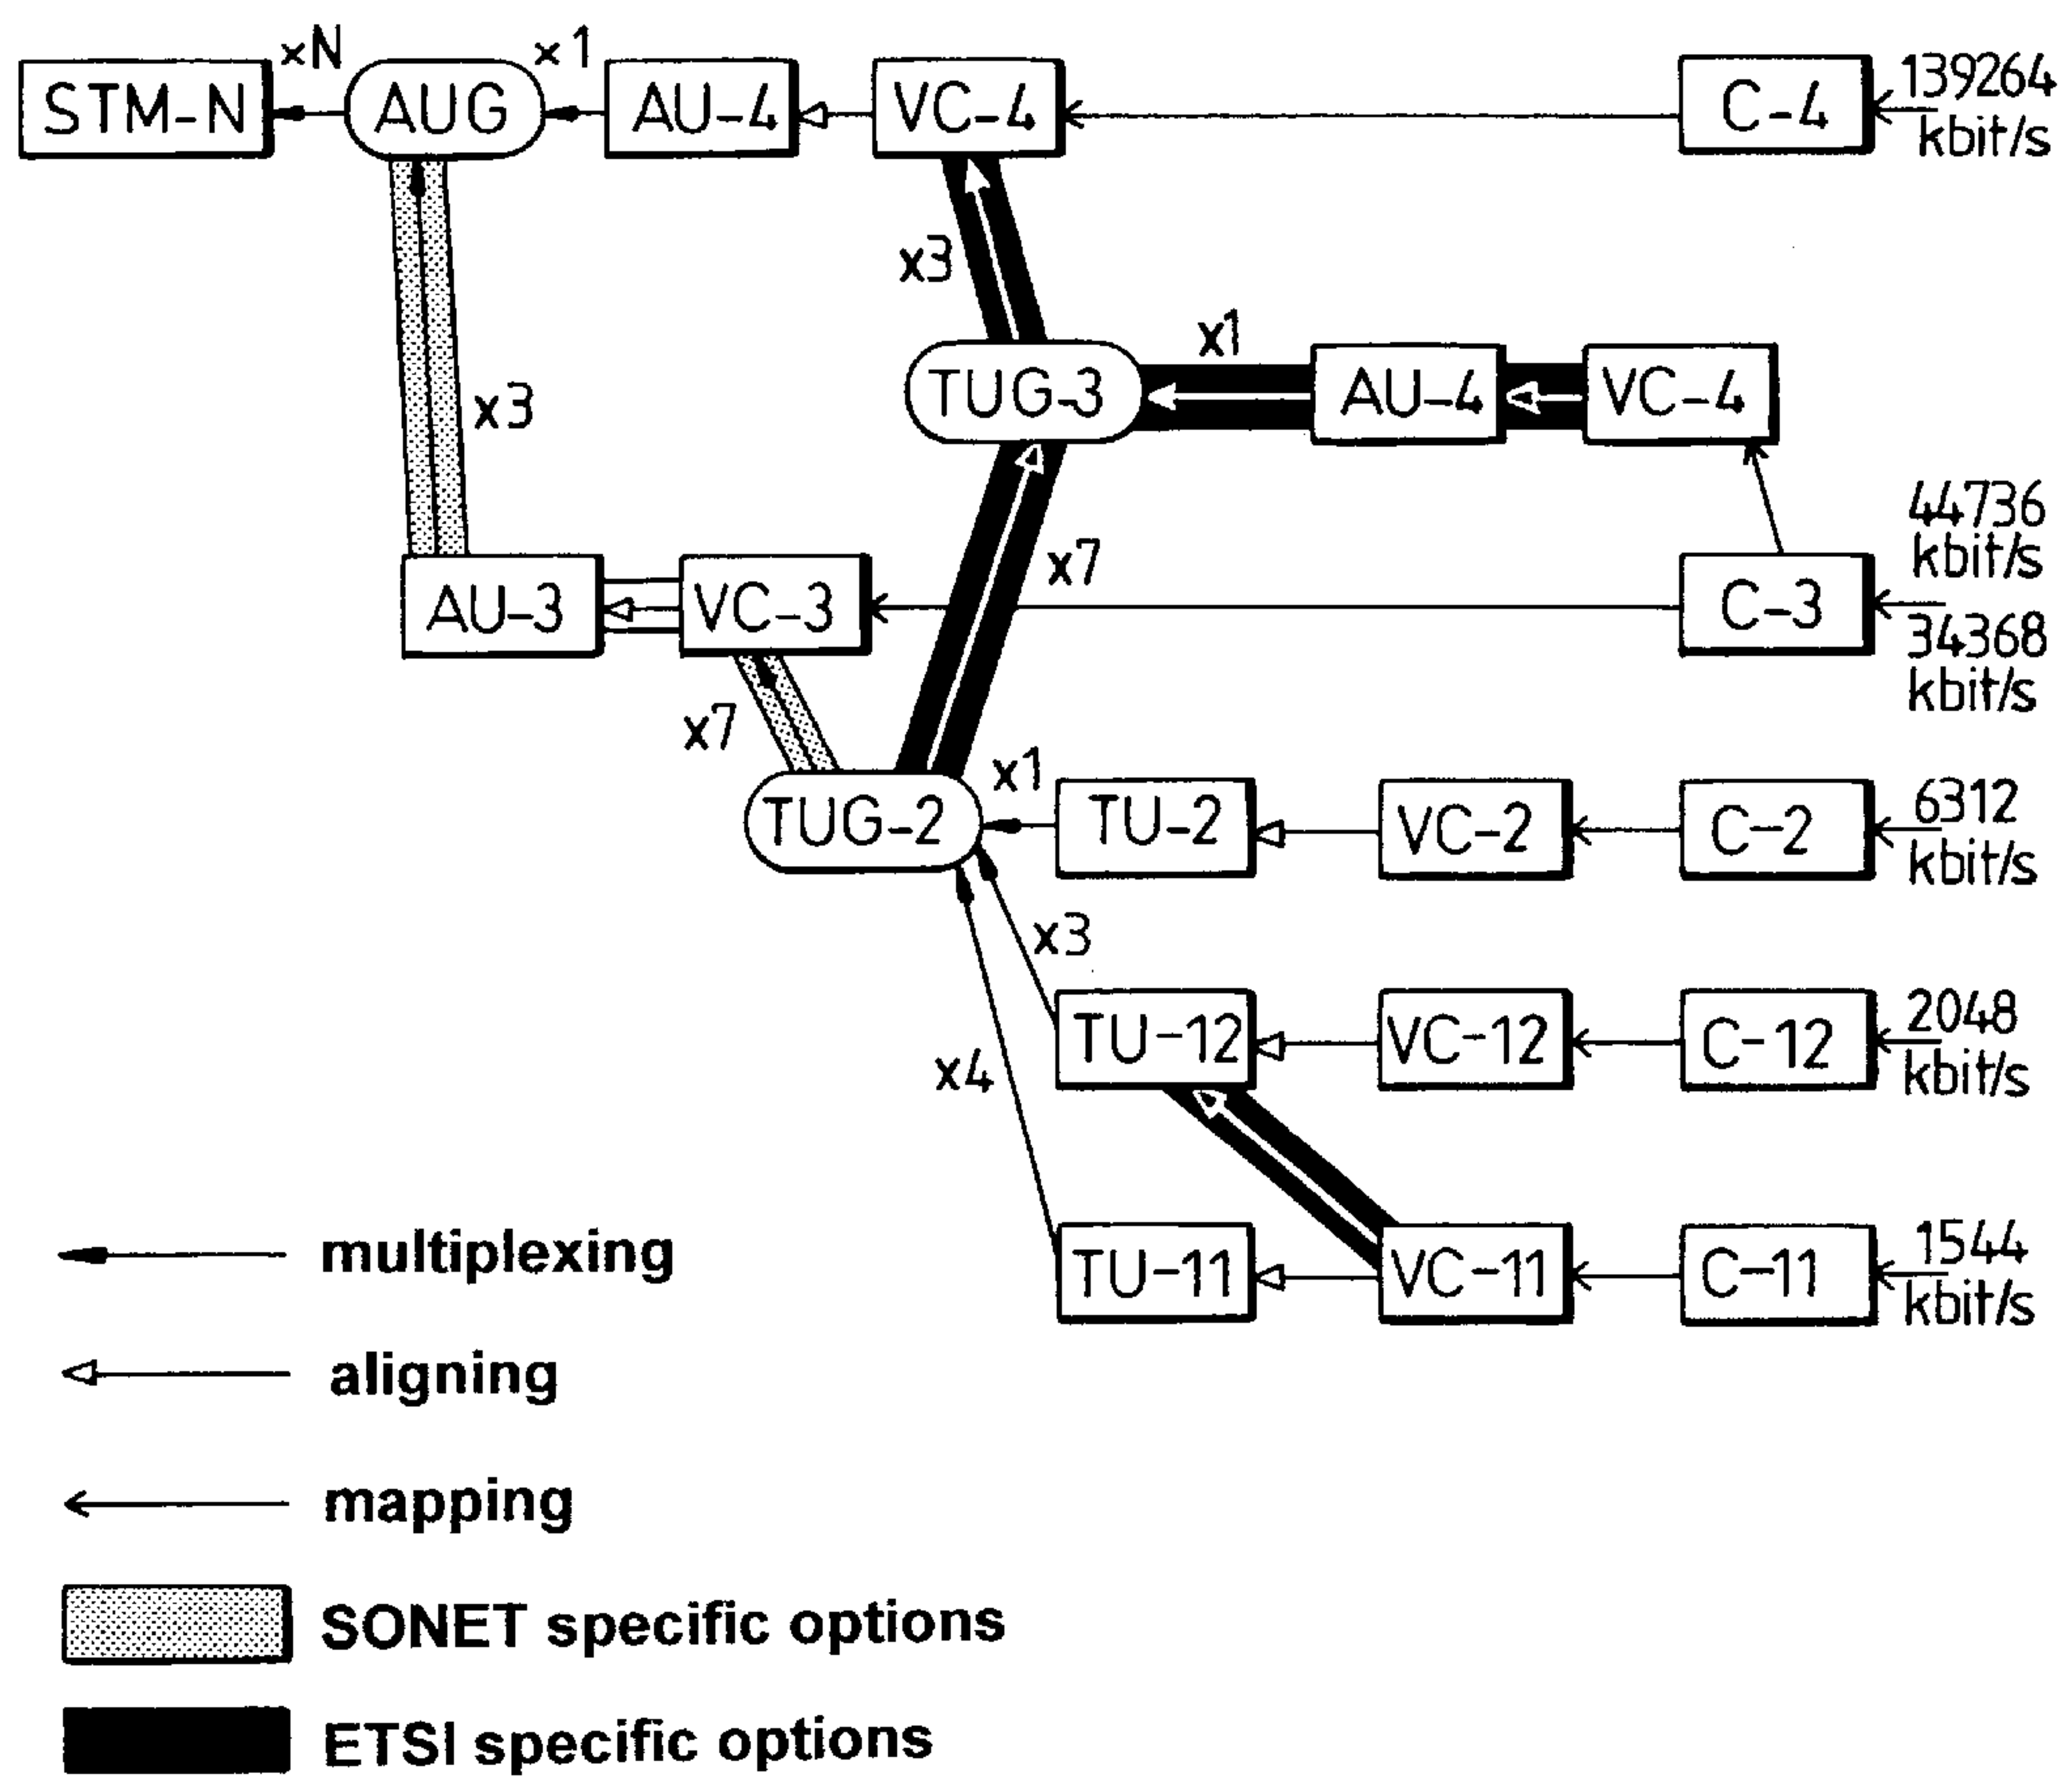 xN
x1
STM-N
AUG
AU-4
VC-4
C-4
139264
kbit/s
x3
x1
TUG-3
AU-4
VC-4
x3
44736
kbit/s
x7
AU-3
VC-3
C-3
34368
kbit/s
x7
x1
TUG-2
TU-2
VC-2
C-2
6312
kbit/s
x3
TU-12
VC-12
C-12
2048
kbit/s
x4
TU-11
VC-11
C-11
1544
kbit/s
multiplexing
aligning
mapping
SONET specific options
ETSI specific options